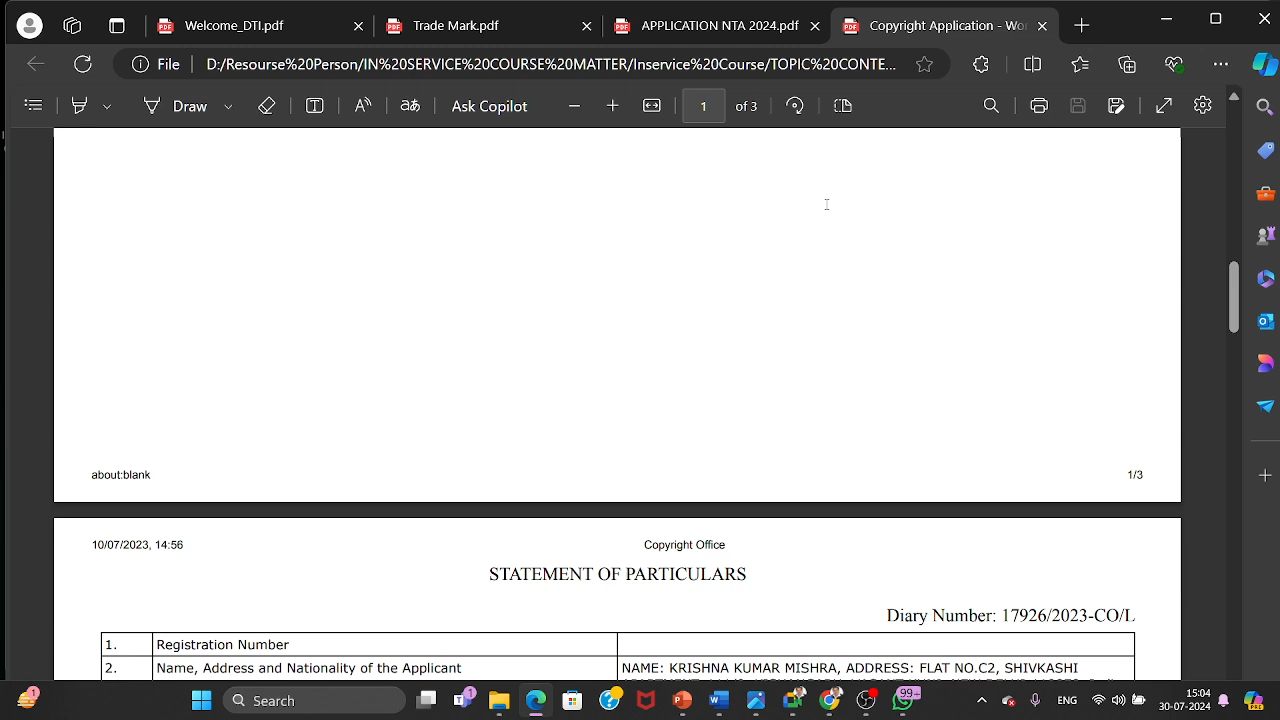 Welcome_DTI.pdf
Trade Mark.pdf
APPLICATION NTA 2024.pdf
Copyright Application - Wo
File
D:/Resourse%20Person/IN%20SERVICE%20COURSE%20MATTER/Inservice%20Course/TOPIC%20CONTE...
Draw
Ask Copilot
1
of 3
about:blank
1/3
10/07/2023, 14:56
Copyright Office
STATEMENT OF PARTICULARS
Diary Number: 17926/2023-CO/L
1.
Registration Number
2.
Name, Address and Nationality of the Applicant
NAME: KRISHNA KUMAR MISHRA, ADDRESS: FLAT NO.C2, SHIVKASHI
1
Search
1
99+
ENG
15:04
30-07-2024